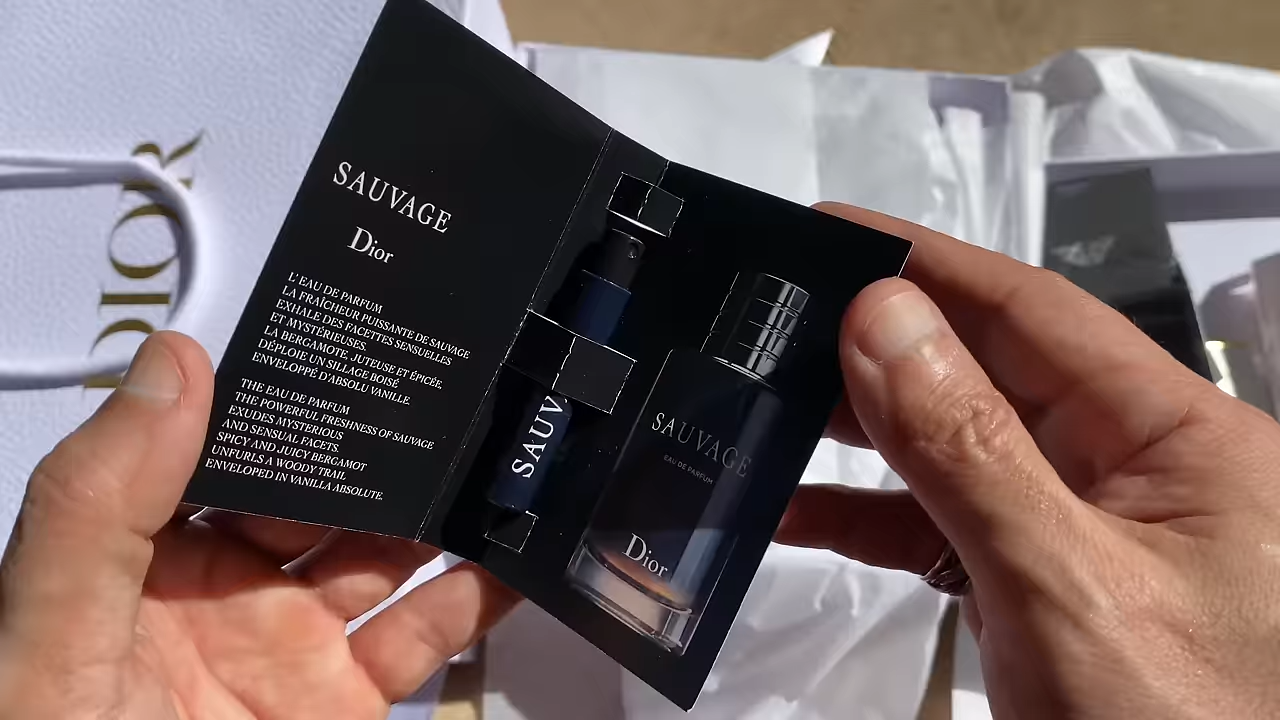 DIOR
SAUVAGE
Dior
L'EAU DE PARFUM
LA FRAÎCHEUR PUISSANTE DE SAUVAGE
EXHALE DES FACETTES SENSUELLES
ET MYSTÉRIEUSES.
LA BERGAMOTE, JUTEUSE ET ÉPICÉE,
DÉPLOIE UN SILLAGE BOISÉ
ENVELOPPÉ D'ABSOLU VANILLE.
THE EAU DE PARFUM
THE POWERFUL FRESHNESS OF SAUVAGE
EXUDES MYSTERIOUS
AND SENSUAL FACETS.
SPICY AND JUICY BERGAMOT
UNFURLS A WOODY TRAIL
ENVELOPED IN VANILLA ABSOLUTE.
SAUV
SAUVAGE
EAU DE PARFUM
Dior